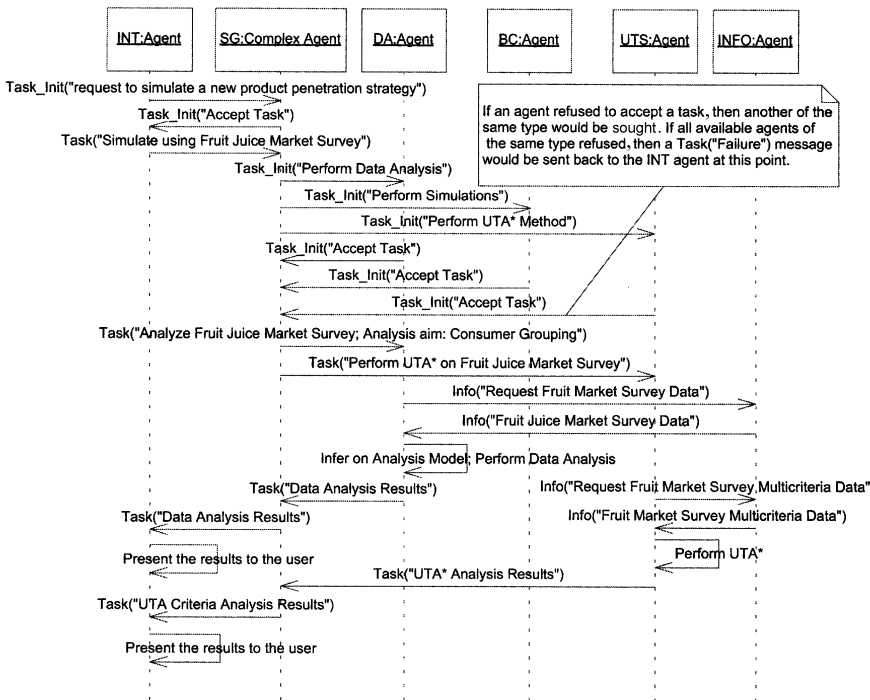 INT:Agent
SG:Complex Agent
DA:Agent
BC:Agent
UTS:Agent
INFO:Agent
Task_Init("request to simulate a new product penetration strategy")
Task_Init("Accept Task")
Task("Simulate using Fruit Juice Market Survey")
If an agent refused to accept a task, then another of the
same type would be sought. If all available agents of
the same type refused, then a Task("Failure") message
would be sent back to the INT agent at this point.
Task_Init("Perform Data Analysis")
Task_Init("Perform Simulations")
Task_Init("Perform UTA* Method")
Task_Init("Accept Task")
Task_Init("Accept Task")
Task_Init("Accept Task")
Task("Analyze Fruit Juice Market Survey; Analysis aim: Consumer Grouping")
Task("Perform UTA* on Fruit Juice Market Survey")
Info("Request Fruit Market Survey Data")
Info("Fruit Juice Market Survey Data")
Infer on Analysis Model; Perform Data Analysis
Task("Data Analysis Results")
Info("Request Fruit Market Survey Multicriteria Data"
Task("Data Analysis Results")
Info("Fruit Market Survey Multicriteria Data")
Present the results to the user
Perform UTA*
Task("UTA* Analysis Results")
Task("UTA Criteria Analysis Results")
Present the results to the user